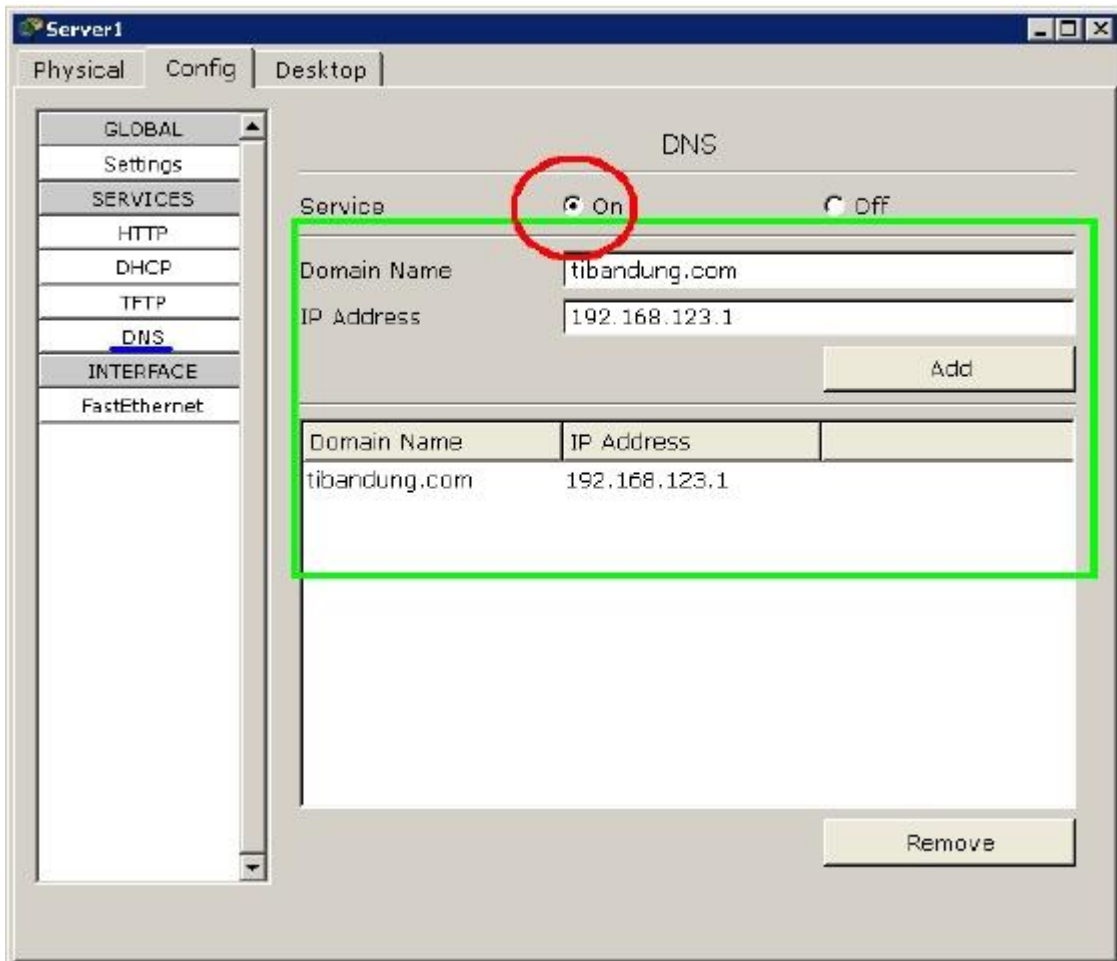 Server1
Physical Config Desktop
GLOBAL
Settings
SERVICES
HTTP
DHCP
TFTP
DNS
INTERFACE
FastEthernet
DNS
Service On Off
Domain Name tibandung.com
IP Address 192.168.123.1
Add
Domain Name IP Address
tibandung.com 192.168.123.1
Remove